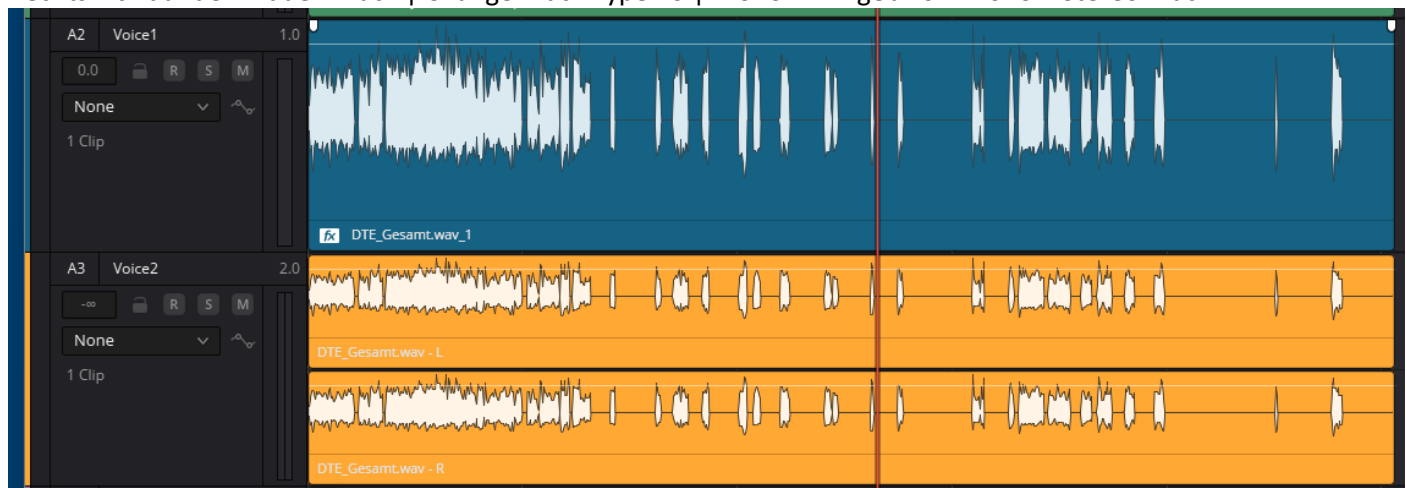 A2 Voice1 1.0
0.0 R S M
None
1 Clip
fx DTE_Gesamt.wav_1
A3 Voice2 2.0
-∞ R S M
None
DTE_Gesamt.wav - L
1 Clip
DTE_Gesamt.wav - R